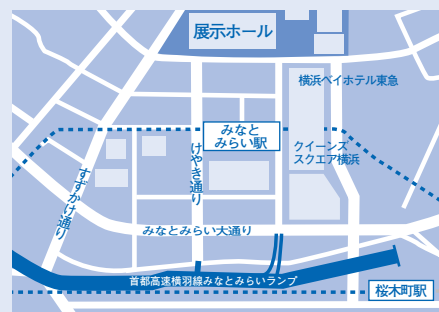 展示ホール
横浜ベイホテル東急
みなと
みらい駅
クイーンズ
スクエア横浜
けやき通り
すずかけ通り
みなとみらい大通り
首都高速横羽線みなとみらいランプ
桜木町駅